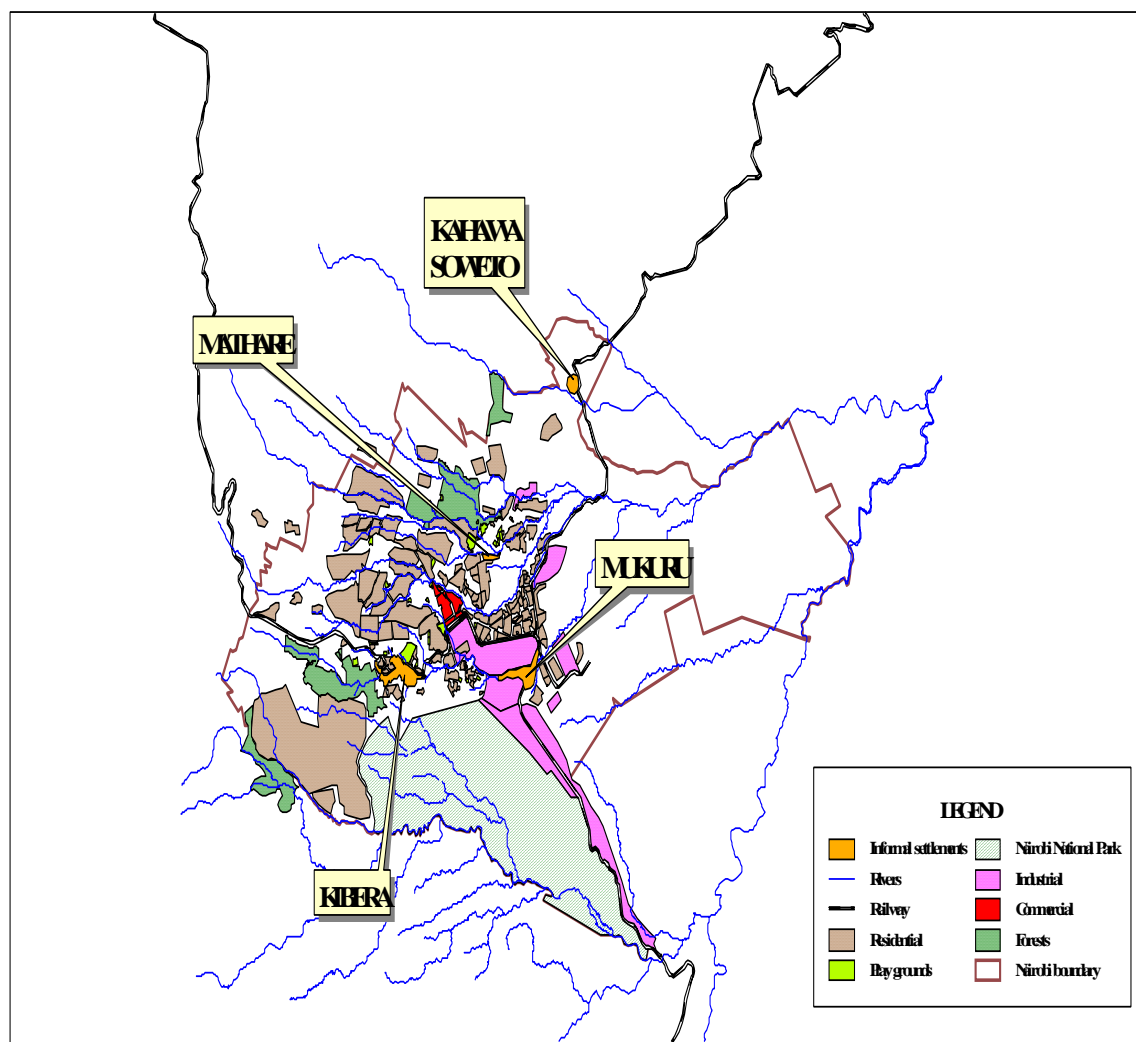 KAHAWA
SOWETO
MATHARE
MUKURU
KIBERA
LEGEND
Informal settlements
Rivers
Railway
Residential
Play grounds
Nairobi National Park
Industrial
Commercial
Forests
Nairobi boundary